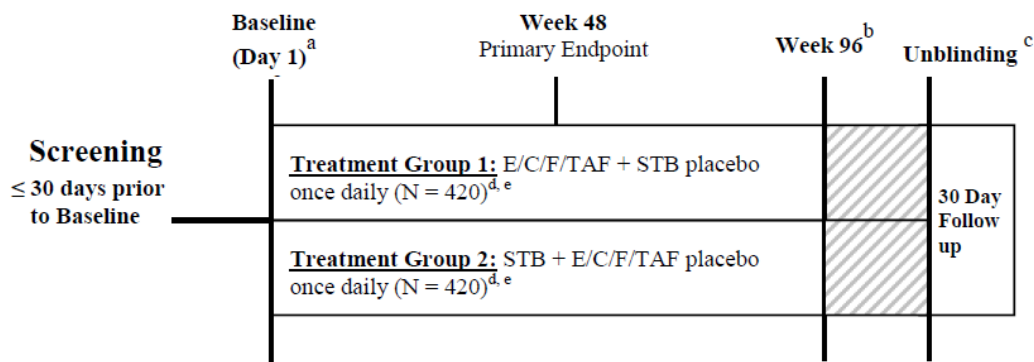 Baseline
(Day 1)a
Week 48
Primary Endpoint
Week 96b
Unblinding c
Screening
≤ 30 days prior
to Baseline
Treatment Group 1: E/C/F/TAF + STB placebo
once daily (N = 420)d, e
Treatment Group 2: STB + E/C/F/TAF placebo
once daily (N = 420)d, e
30 Day
Follow
up